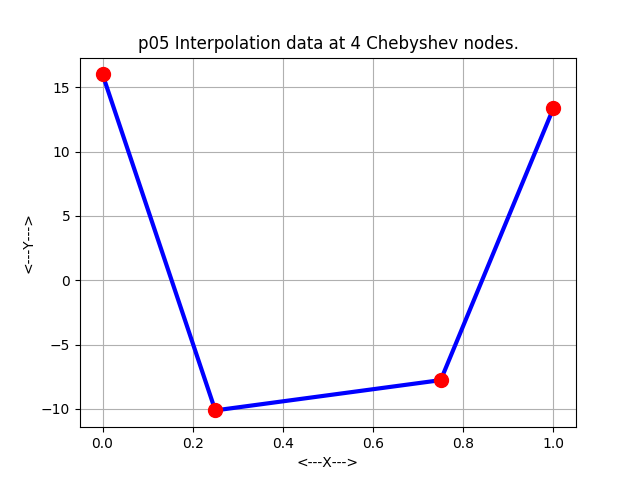 p05 Interpolation data at 4 Chebyshev nodes.
15
10
5
0
−5
−10
<---Y--->
0.0 0.2 0.4 0.6 0.8 1.0
<---X--->